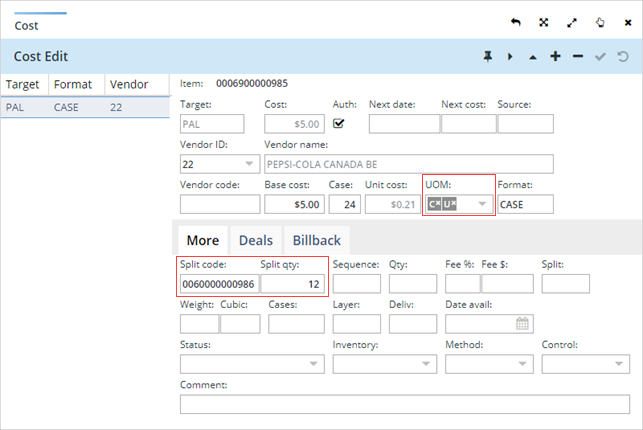 Cost
Cost Edit
Target Format Vendor
PAL CASE 22
Item: 0006900000985
Target: Cost: Auth: Next date: Next cost: Source:
PAL $5.00
Vendor ID: Vendor name:
22 PEPSI-COLA CANADA BE
Vendor code: Base cost: Case: Unit cost: UOM: Format:
$5.00 24 $0.21 C× U× CASE
More Deals Billback
Split code: Split qty: Sequence: Qty: Fee %: Fee $: Split:
0060000000986 12
Weight: Cubic: Cases: Layer: Deliv: Date avail:
Status: Inventory: Method: Control:
Comment: